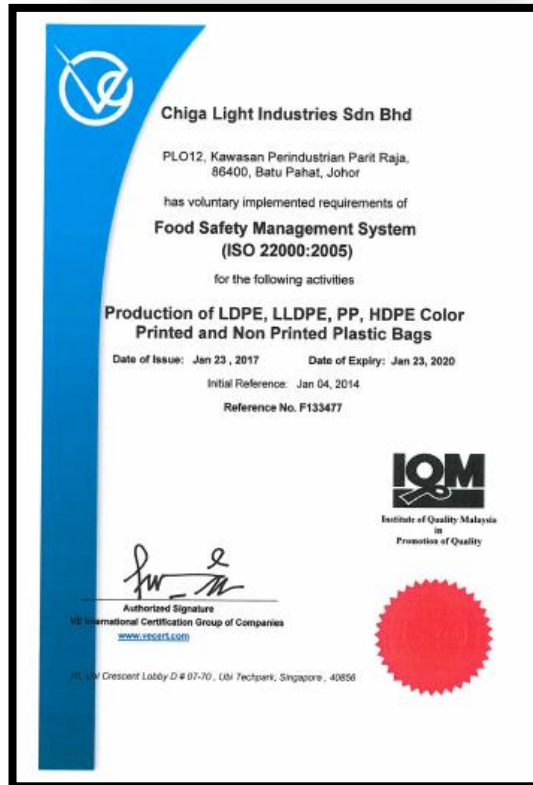 Chiga Light Industries Sdn Bhd
PLO12, Kawasan Perindustrian Parit Raja,
86400, Batu Pahat, Johor
has voluntary implemented requirements of
Food Safety Management System
(ISO 22000:2005)
for the following activities
Production of LDPE, LLDPE, PP, HDPE Color
Printed and Non Printed Plastic Bags
Date of Issue: Jan 23 , 2017 Date of Expiry: Jan 23, 2020
Initial Reference: Jan 04, 2014
Reference No. F133477
IQM
Institute of Quality Malaysia
in
Promotion of Quality
Authorized Signature
VE International Certification Group of Companies
www.vecert.com
Crescent Lobby D # 07-70 , Ubi Techpark, Singapore , 40856